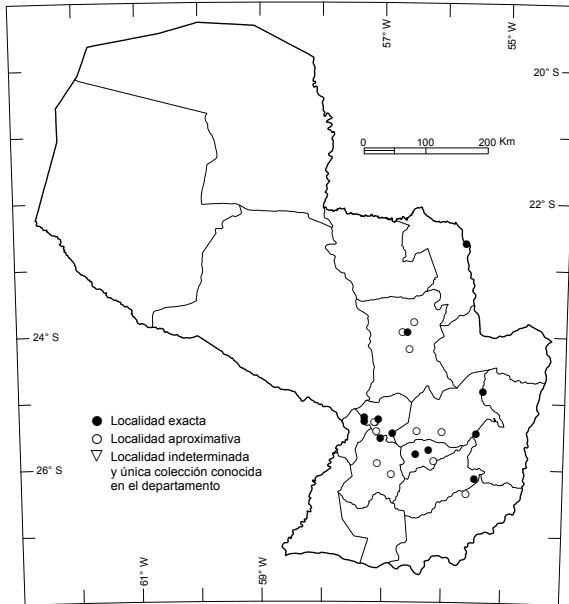 57° W
55° W
20° S
0 100 200 Km
22° S
24° S
Localidad exacta
Localidad aproximativa
Localidad indeterminada
y única colección conocida
en el departamento
26° S
61° W
59° W